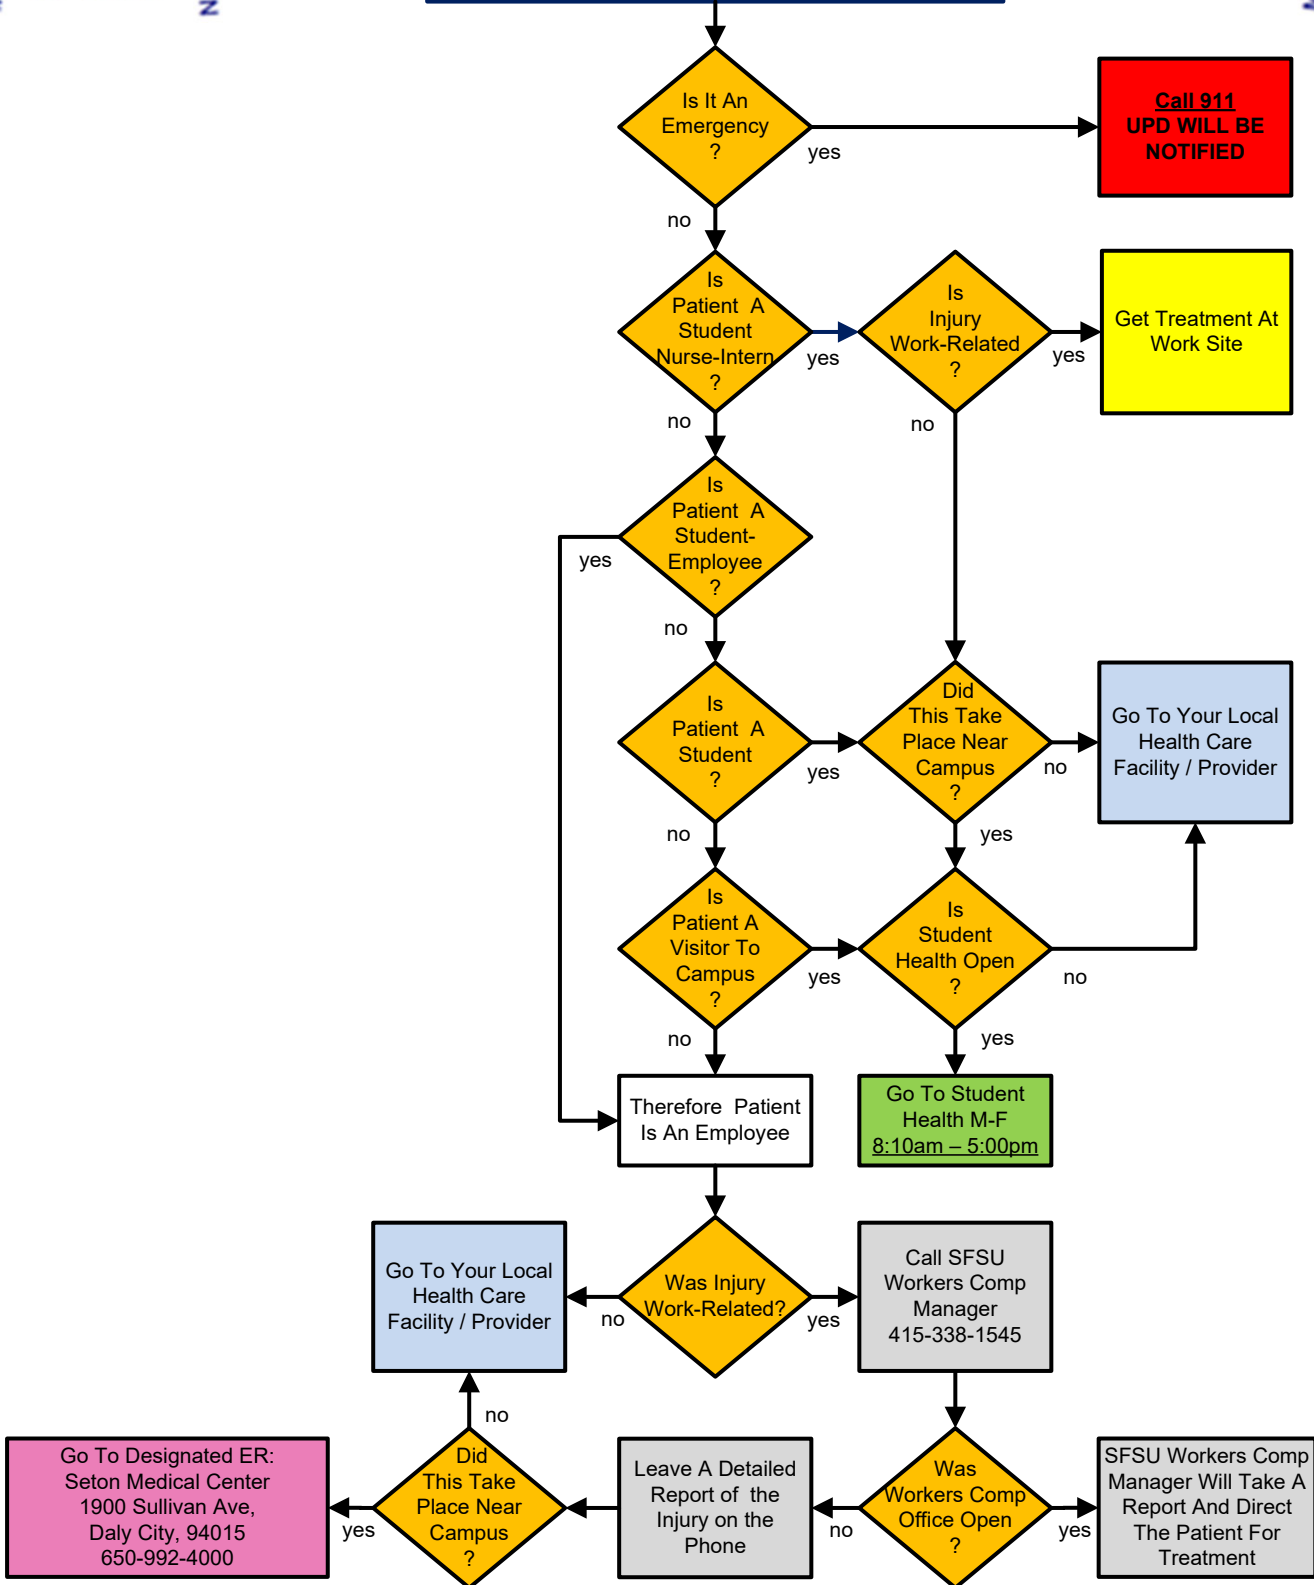 N
Is It An
Emergency
?
yes
Call 911
UPD WILL BE
NOTIFIED
no
Is
Patient A
Student
Nurse-Intern
?
yes
Is
Injury
Work-Related
?
yes
Get Treatment At
Work Site
no
no
Is
Patient A
Student-
Employee
?
yes
no
Is
Patient A
Student
?
yes
Did
This Take
Place Near
Campus
?
no
Go To Your Local
Health Care
Facility / Provider
no
yes
Is
Patient A
Visitor To
Campus
?
yes
Is
Student
Health Open
?
no
no
yes
Therefore Patient
Is An Employee
Go To Student
Health M-F
8:10am – 5:00pm
Go To Your Local
Health Care
Facility / Provider
no
Was Injury
Work-Related?
yes
Call SFSU
Workers Comp
Manager
415-338-1545
no
Go To Designated ER:
Seton Medical Center
1900 Sullivan Ave,
Daly City, 94015
650-992-4000
yes
Did
This Take
Place Near
Campus
?
Leave A Detailed
Report of the
Injury on the
Phone
no
Was
Workers Comp
Office Open
?
yes
SFSU Workers Comp
Manager Will Take A
Report And Direct
The Patient For
Treatment